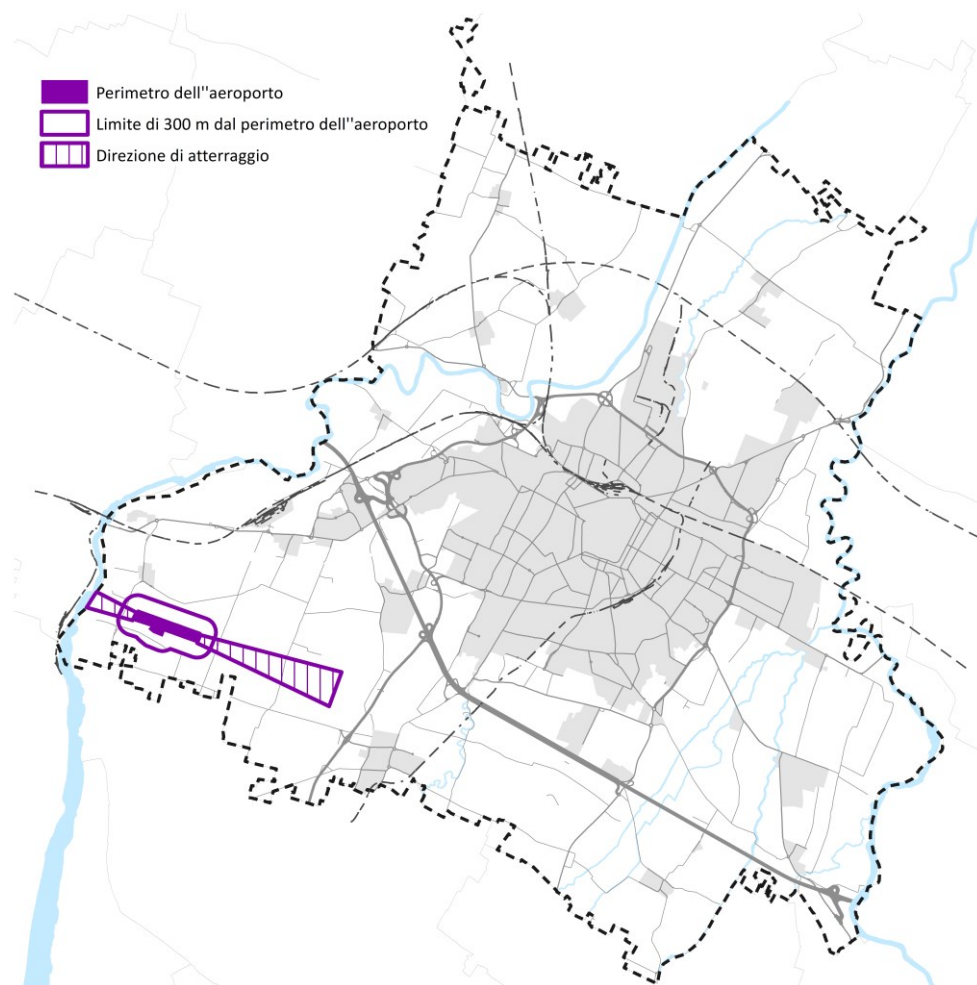 Perimetro dell''aeroporto
Limite di 300 m dal perimetro dell''aeroporto
Direzione di atterraggio